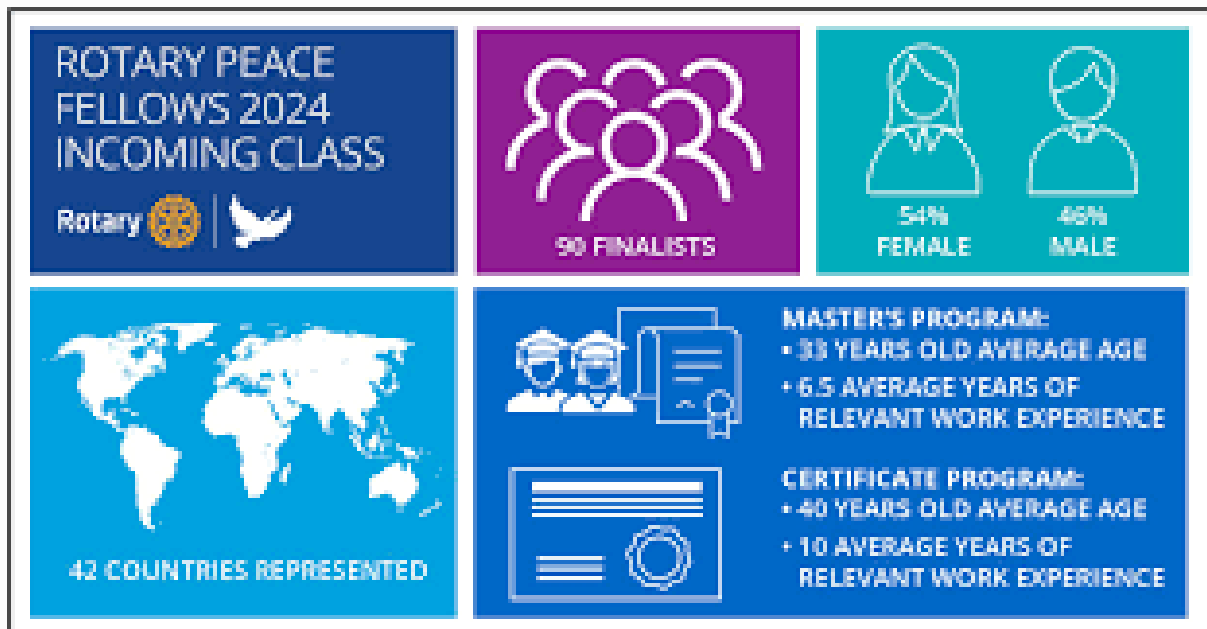 ROTARY PEACE
FELLOWS 2024
INCOMING CLASS
Rotary
90 FINALISTS
54%
FEMALE
46%
MALE
42 COUNTRIES REPRESENTED
MASTER'S PROGRAM:
• 33 YEARS OLD AVERAGE AGE
• 6.5 AVERAGE YEARS OF
RELEVANT WORK EXPERIENCE
CERTIFICATE PROGRAM:
• 40 YEARS OLD AVERAGE AGE
• 10 AVERAGE YEARS OF
RELEVANT WORK EXPERIENCE